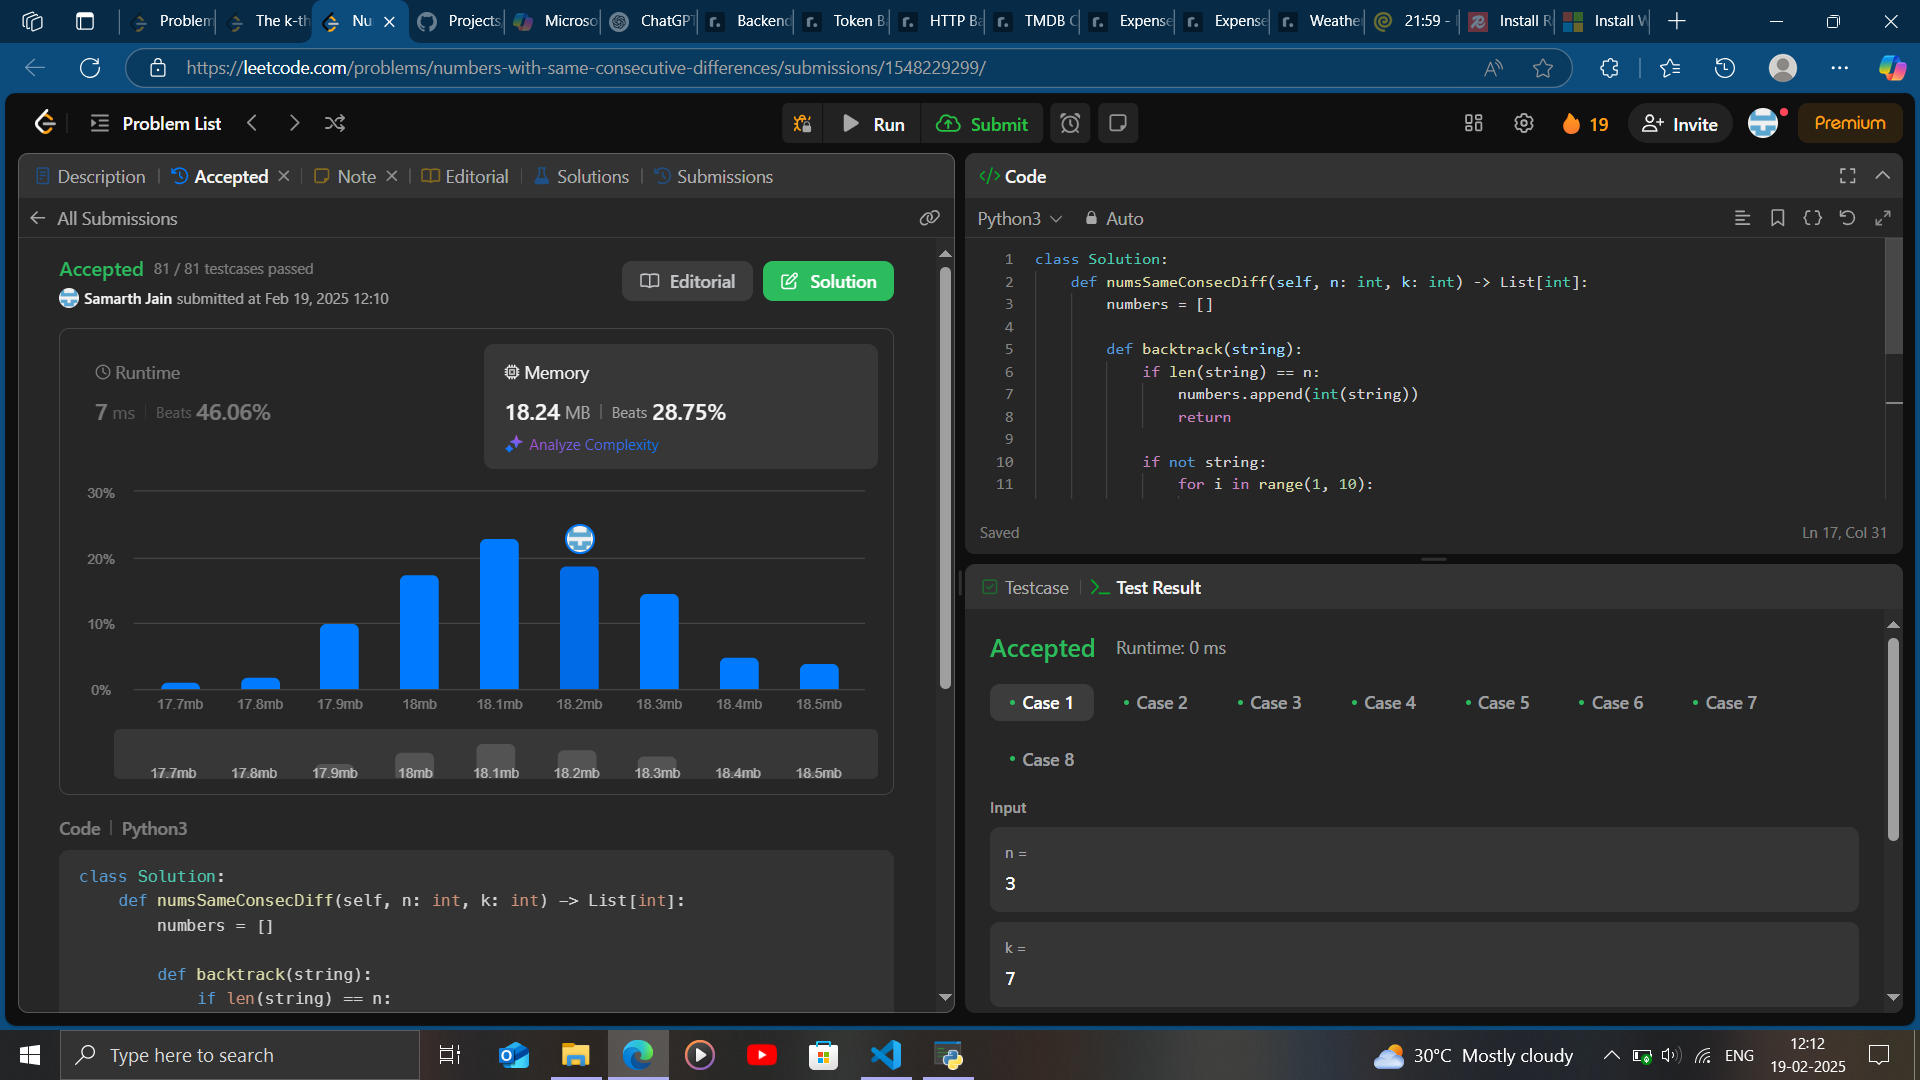 Problem
The k-th
Nu
Projects
Microso
ChatGPT
Backend
Token B
HTTP Ba
TMDB C
Expense
Expense
Weather
21:59 -
Install R
Install W
https://leetcode.com/problems/numbers-with-same-consecutive-differences/submissions/1548229299/
Problem List
Run
Submit
19
Invite
Premium
Description
Accepted
Note
Editorial
Solutions
Submissions
All Submissions
Accepted 81 / 81 testcases passed
Samarth Jain submitted at Feb 19, 2025 12:10
Editorial
Solution
Runtime
7 ms Beats 46.06%
Memory
18.24 MB Beats 28.75%
Analyze Complexity
30%
20%
10%
0%
17.7mb 17.8mb 17.9mb 18mb 18.1mb 18.2mb 18.3mb 18.4mb 18.5mb
17.7mb 17.8mb 17.9mb 18mb 18.1mb 18.2mb 18.3mb 18.4mb 18.5mb
Code Python3
class Solution:
def numsSameConsecDiff(self, n: int, k: int) -> List[int]:
numbers = []
def backtrack(string):
if len(string) == n:
</> Code
Python3
Auto
1 class Solution:
2 def numsSameConsecDiff(self, n: int, k: int) -> List[int]:
3 numbers = []
4
5 def backtrack(string):
6 if len(string) == n:
7 numbers.append(int(string))
8 return
9
10 if not string:
11 for i in range(1, 10):
Saved
Ln 17, Col 31
Testcase
Test Result
Accepted Runtime: 0 ms
Case 1
Case 2
Case 3
Case 4
Case 5
Case 6
Case 7
Case 8
Input
n =
3
k =
7
Type here to search
30°C Mostly cloudy
ENG
12:12
19-02-2025